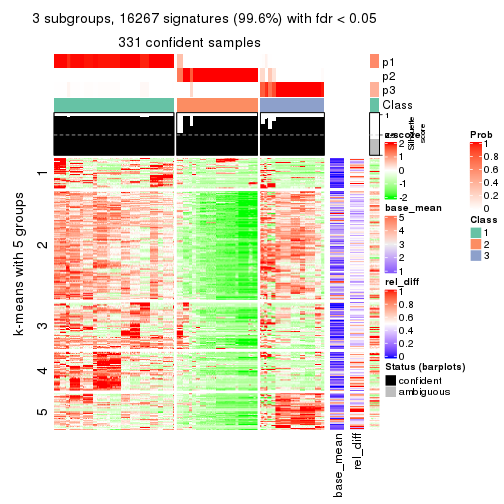 3 subgroups, 16267 signatures (99.6%) with fdr < 0.05
331 confident samples
p1
p2
p3
Class
1
Silhouette
score
k-means with 5 groups
1
2
3
4
5
z-score
2
1
0
-1
-2
base_mean
5
4
3
2
1
rel_diff
1
0.8
0.6
0.4
0.2
0
Status (barplots)
confident
ambiguous
Prob
1
0.8
0.6
0.4
0.2
0
Class
1
2
3
base_mean
rel_diff